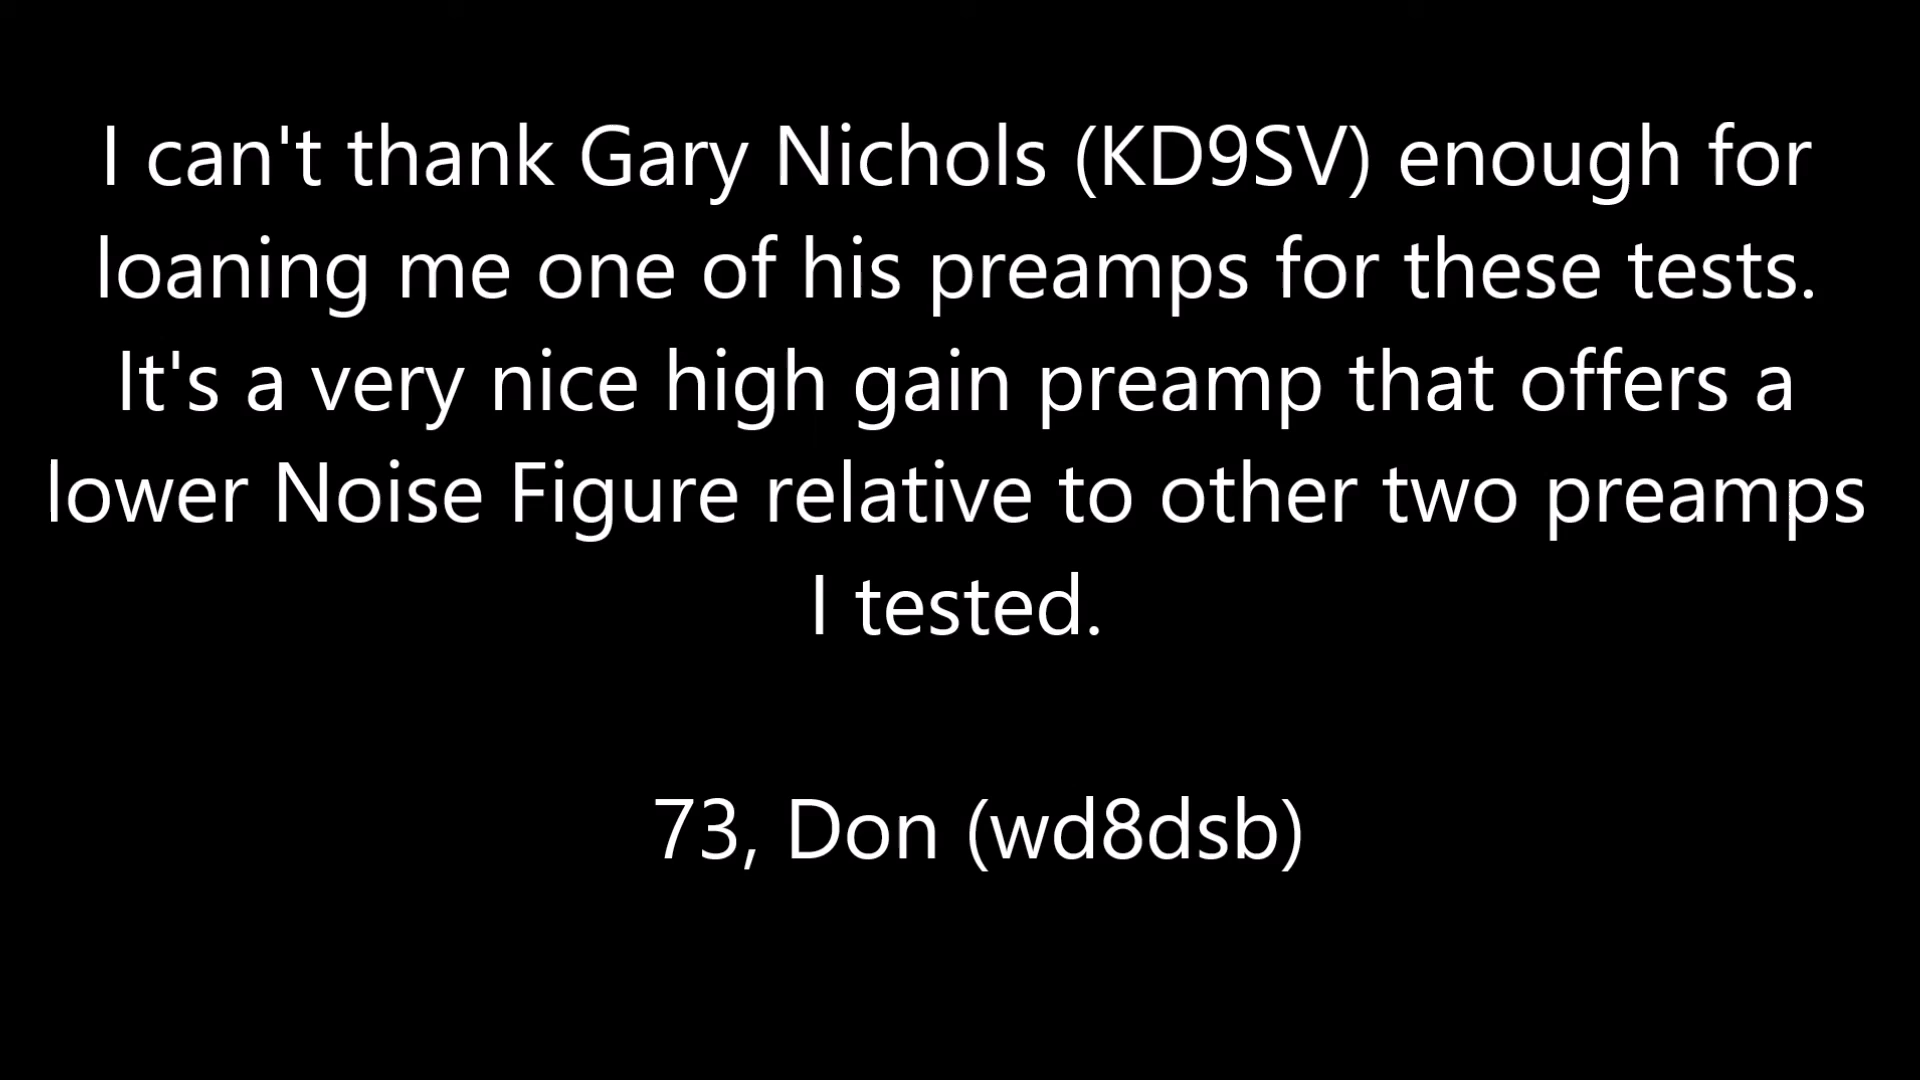 I can't thank Gary Nichols (KD9SV) enough for
loaning me one of his preamps for these tests.
It's a very nice high gain preamp that offers a
lower Noise Figure relative to other two preamps
I tested.
73, Don (wd8dsb)